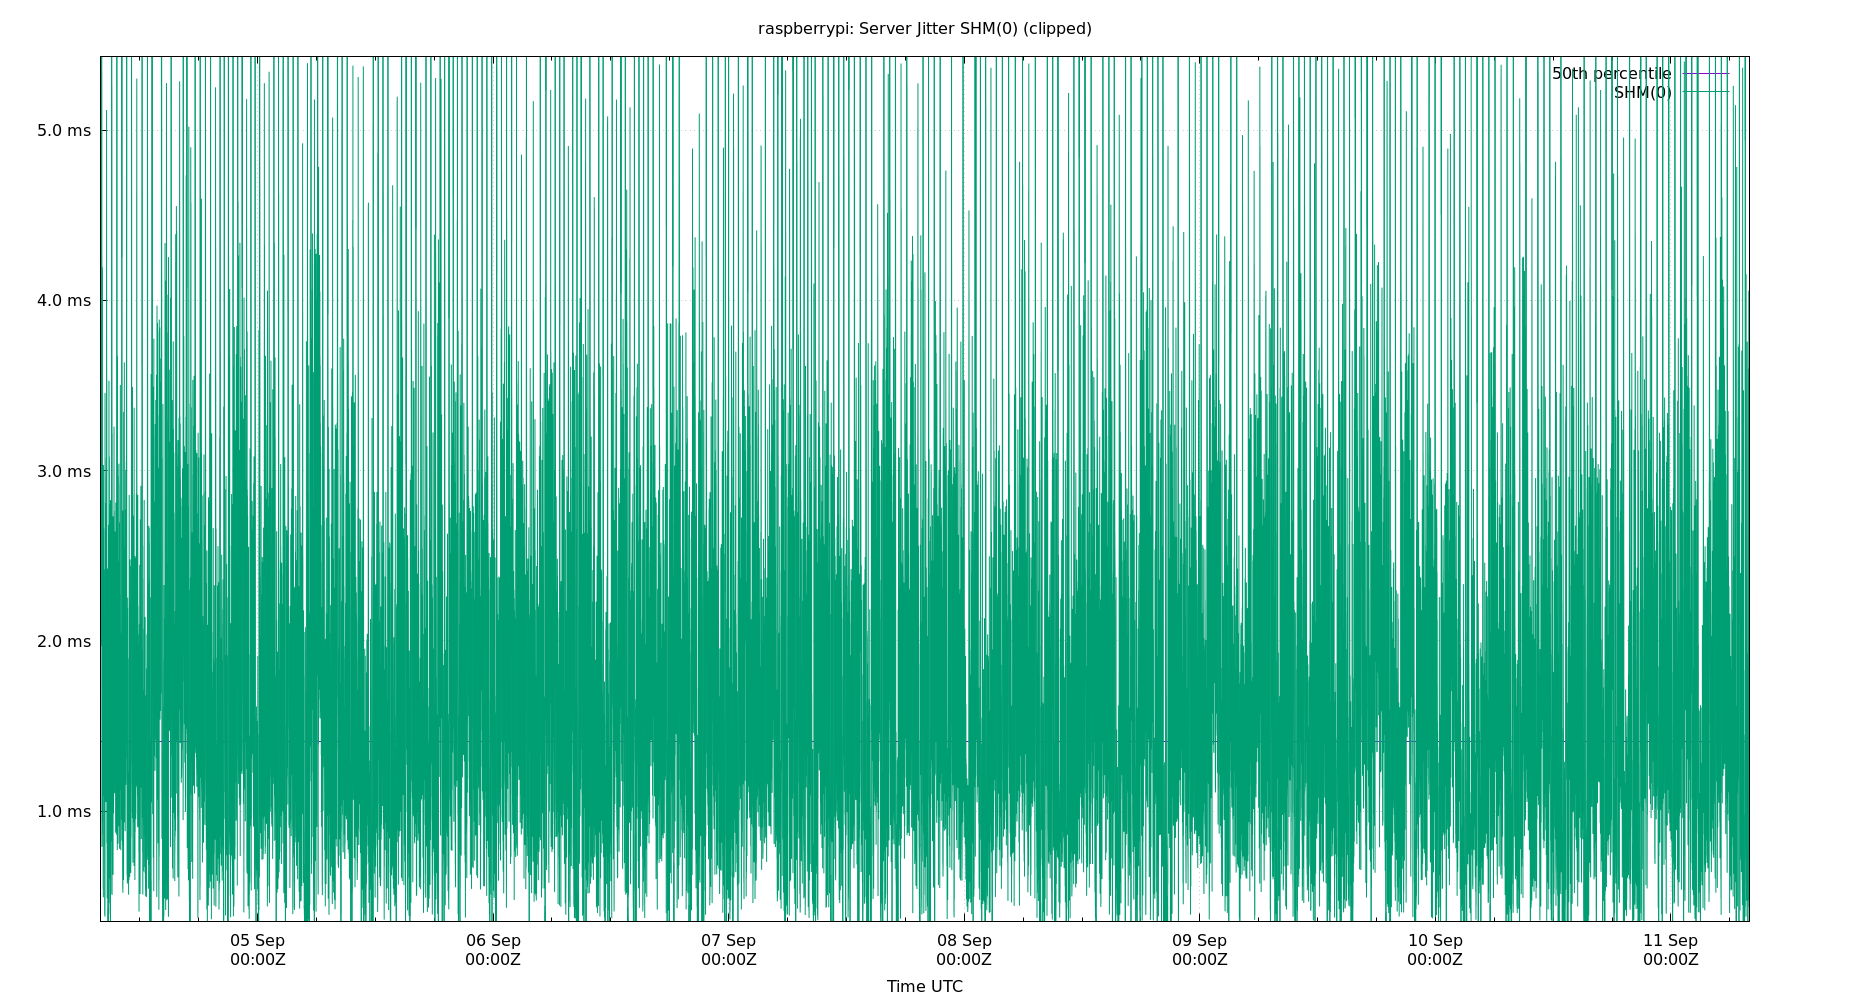 raspberrypi: Server Jitter SHM(0) (clipped)
50th percentile
SHM(0)
5.0 ms
4.0 ms
3.0 ms
2.0 ms
1.0 ms
05 Sep 06 Sep 07 Sep 08 Sep 09 Sep 10 Sep 11 Sep
00:00Z 00:00Z 00:00Z 00:00Z 00:00Z 00:00Z 00:00Z
Time UTC